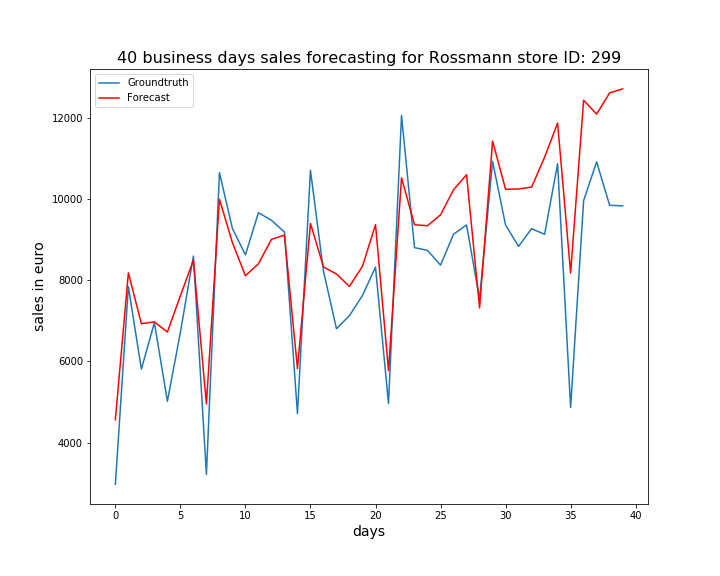 40 business days sales forecasting for Rossmann store ID: 299
Groundtruth
Forecast
sales in euro
12000
10000
8000
6000
4000
0 5 10 15 20 25 30 35 40
days